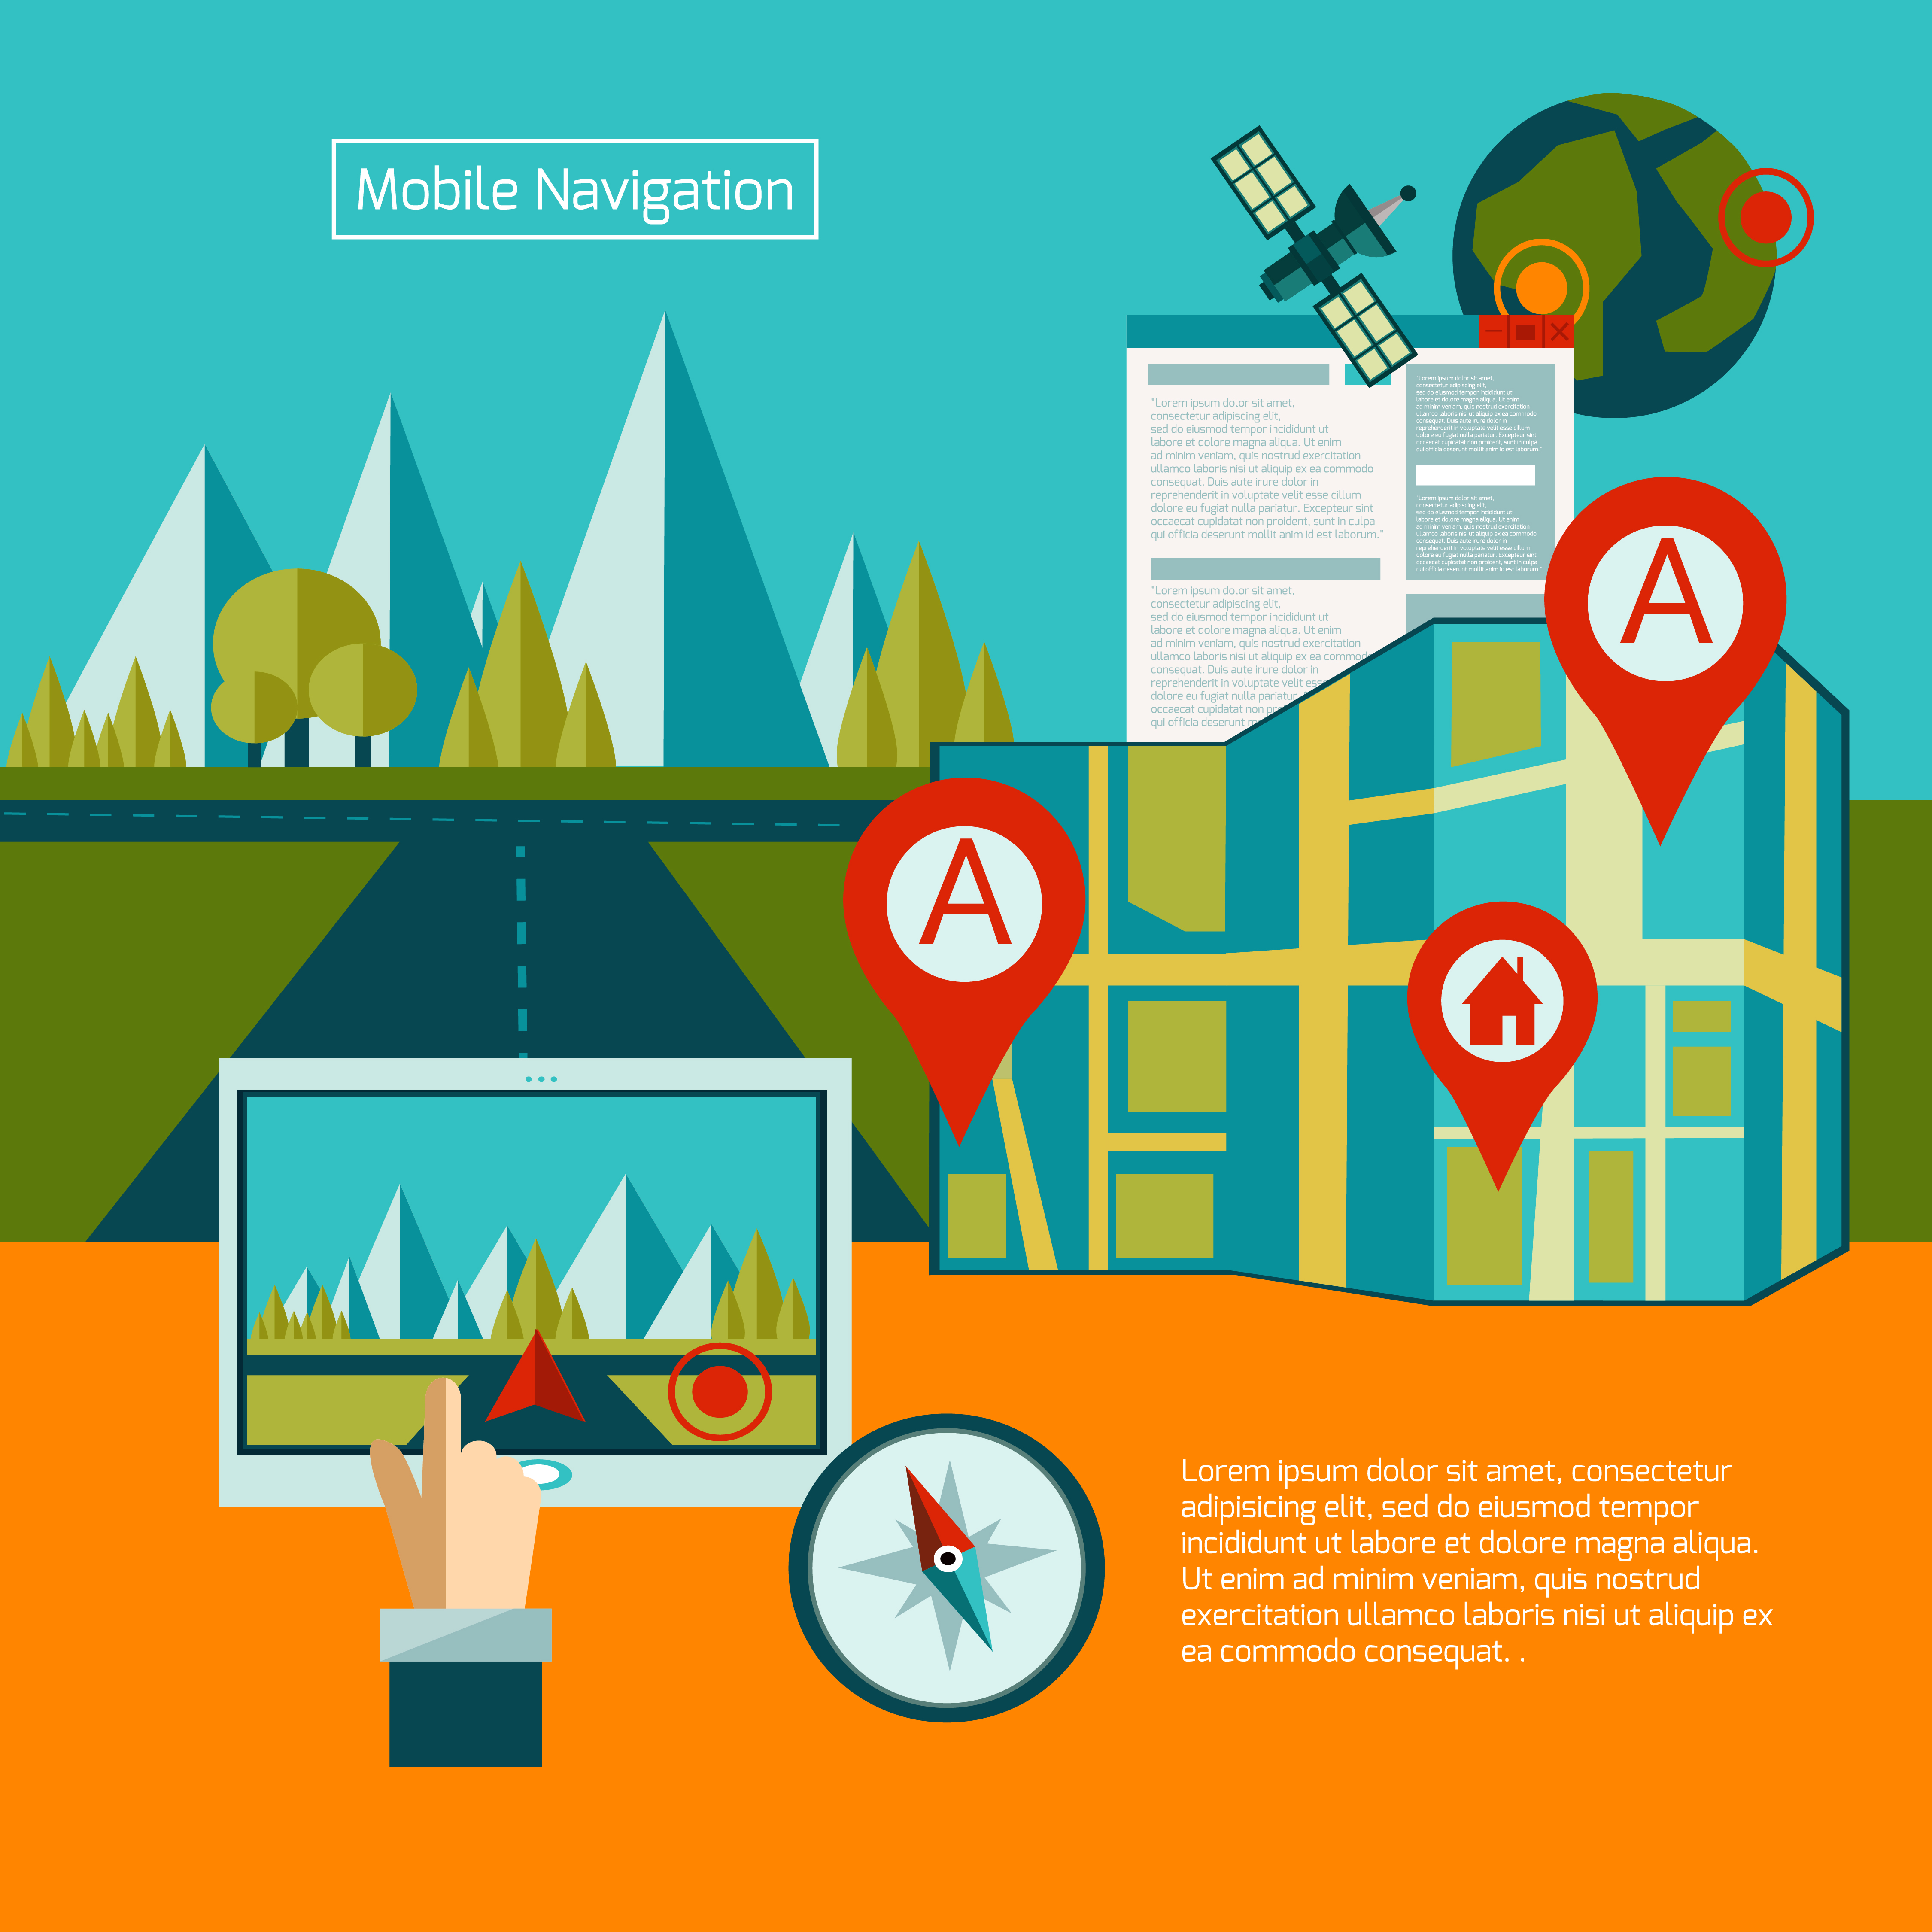 Mobile Navigation
"Lorem ipsum dolor sit amet,
consectetur adipiscing elit,
sed do eiusmod tempor incididunt ut
labore et dolore magna aliqua. Ut enim
ad minim veniam, quis nostrud exercitation
ullamco laboris nisi ut aliquip ex ea commodo
consequat. Duis aute irure dolor in
reprehenderit in voluptate velit esse cillum
dolore eu fugiat nulla pariatur. Excepteur sint
occaecat cupidatat non proident, sunt in culpa
qui officia deserunt mollit anim id est laborum."
"Lorem ipsum dolor sit amet,
consectetur adipiscing elit,
sed do eiusmod tempor incididunt ut
labore et dolore magna aliqua. Ut enim
ad minim veniam, quis nostrud exercitation
ullamco laboris nisi ut aliquip ex ea commod
consequat. Duis aute irure dolor in
reprehenderit in voluptate velit
dolore eu fugiat nulla pariatur.
occaecat cupidatat non
qui officia deserunt
"Lorem ipsum dolor sit amet,
consectetur adipiscing elit,
sed do eiusmod tempor incididunt ut
labore et dolore magna aliqua. Ut enim
ad minim veniam, quis nostrud exercitation
ullamco laboris nisi ut aliquip ex ea commodo
consequat. Duis aute irure dolor in
reprehenderit in voluptate velit esse cillum
dolore eu fugiat nulla pariatur. Excepteur sint
occaecat cupidatat non proident, sunt in culpa
qui officia deserunt mollit anim id est laborum."
"Lorem ipsum dolor sit amet,
consectetur adipiscing elit,
sed do eiusmod tempor incididunt ut
labore et dolore magna aliqua. Ut enim
ad minim veniam, quis nostrud exercitation
ullamco laboris nisi ut aliquip ex ea commodo
consequat. Duis aute irure dolor in
reprehenderit in voluptate velit esse cillum
dolore eu fugiat nulla pariatur. Excepteur sint
occaecat cupidatat non proident, sunt in culpa
qui officia deserunt mollit anim id est laborum."
A
A
Lorem ipsum dolor sit amet, consectetur
adipisicing elit, sed do eiusmod tempor
incididunt ut labore et dolore magna aliqua.
Ut enim ad minim veniam, quis nostrud
exercitation ullamco laboris nisi ut aliquip ex
ea commodo consequat. .